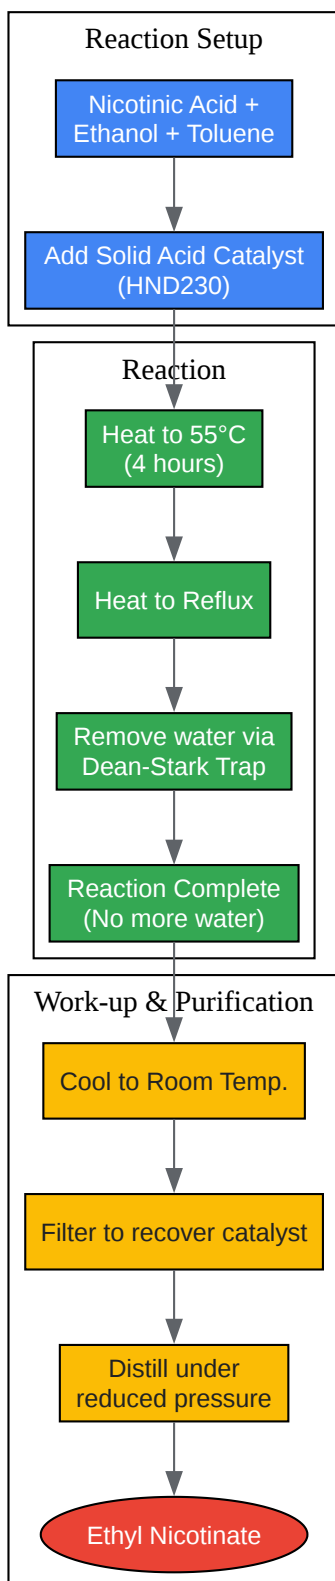 Reaction Setup
Nicotinic Acid +
Ethanol + Toluene
Add Solid Acid Catalyst
(HND230)
Reaction
Heat to 55°C
(4 hours)
Heat to Reflux
Remove water via
Dean-Stark Trap
Reaction Complete
(No more water)
Work-up & Purification
Cool to Room Temp.
Filter to recover catalyst
Distill under
reduced pressure
Ethyl Nicotinate